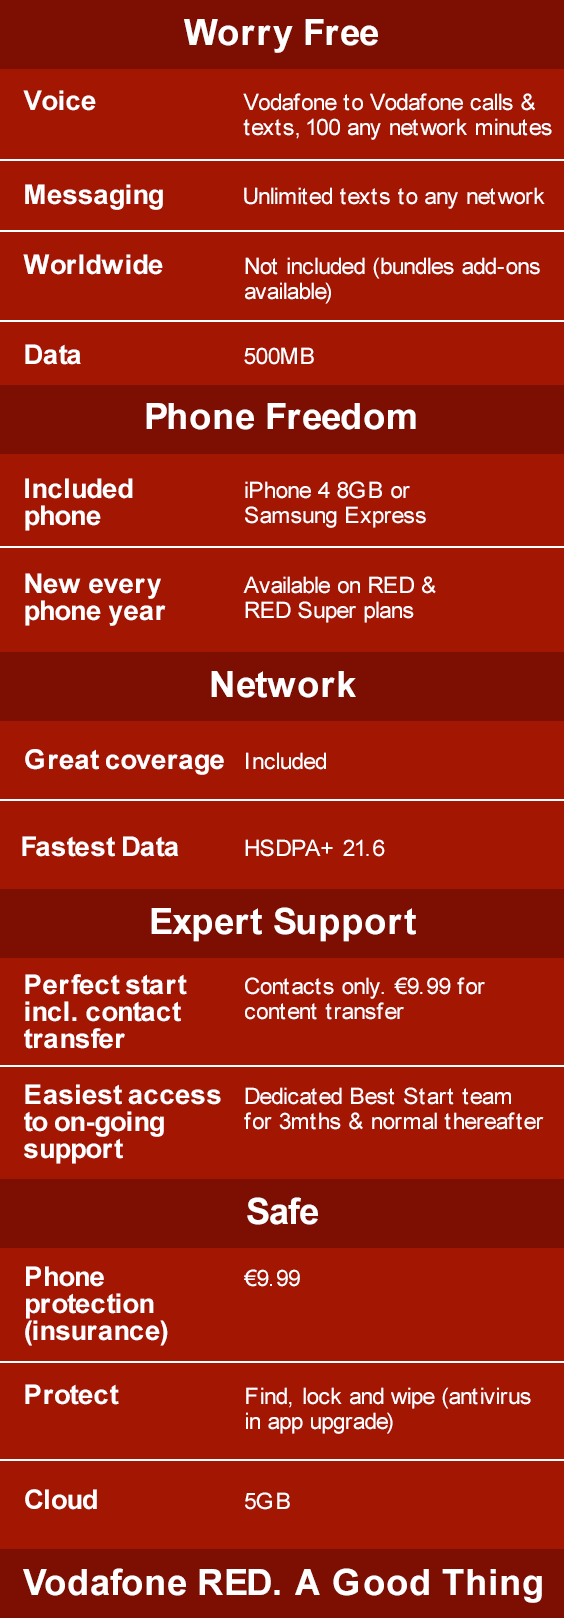 Worry Free
Voice
Vodafone to Vodafone calls &
texts, 100 any network minutes
Messaging
Unlimited texts to any network
Worldwide
Not included (bundles add-ons
available)
Data
500MB
Phone Freedom
Included
phone
iPhone 4 8GB or
Samsung Express
New every
phone year
Available on RED &
RED Super plans
Network
Great coverage
Included
Fastest Data
HSDPA+ 21.6
Expert Support
Perfect start
incl. contact
transfer
Contacts only. €9.99 for
content transfer
Easiest access
to on-going
support
Dedicated Best Start team
for 3mths & normal thereafter
Safe
Phone
protection
(insurance)
€9.99
Protect
Find, lock and wipe (antivirus
in app upgrade)
Cloud
5GB
Vodafone RED. A Good Thing